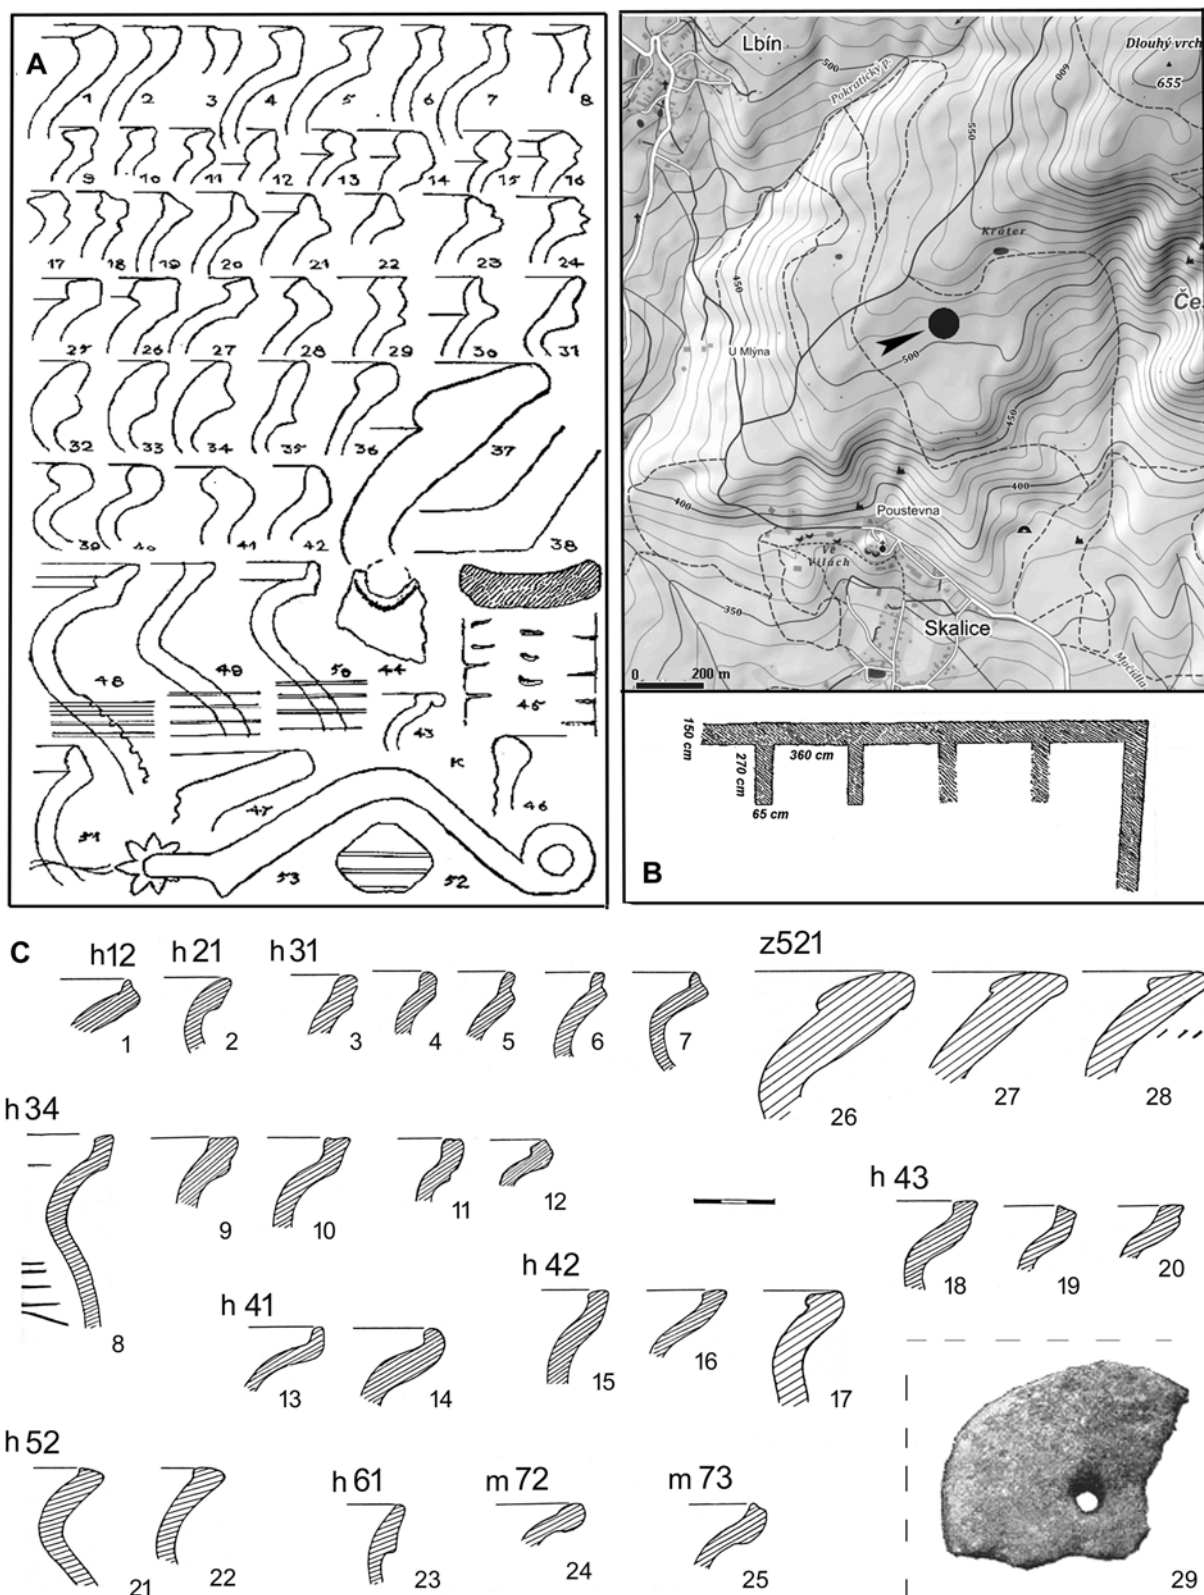 A
1 2 3 4 5 6 7 8
9 10 11 12 13 14 15 16
17 18 19 20 21 22 23 24
25 26 27 28 29 30 31
32 33 34 35 36 37
39 40 41 42 38
48 49 50 44 45
43
K
51 47 46
53 52
Lbín
500
Pokratický p.
600
Dlouhý vrch
655
550
Kráter
450
Če
U Mlýna
500
450
400
400
Poustevna
Ve Vilách
350
Skalice
Močidla
0 200 m
150 cm
270 cm
360 cm
65 cm
B
C
h12 h21 h31 z521
1 2 3 4 5 6 7
26 27 28
h34
h43
8 9 10 11 12
18 19 20
h41 h42
13 14 15 16 17
h52 h61 m72 m73
21 22 23 24 25 29